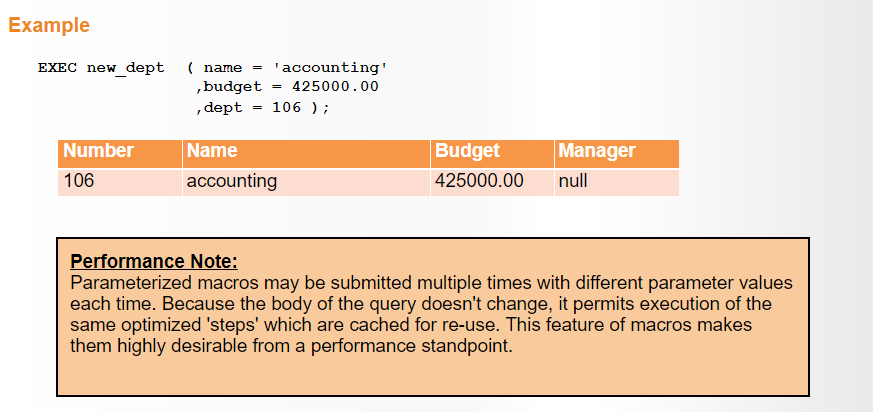 Example
EXEC new_dept ( name = 'accounting'
,budget = 425000.00
,dept = 106 );
Number Name Budget Manager
106 accounting 425000.00 null
Performance Note:
Parameterized macros may be submitted multiple times with different parameter values
each time. Because the body of the query doesn't change, it permits execution of the
same optimized 'steps' which are cached for re-use. This feature of macros makes
them highly desirable from a performance standpoint.